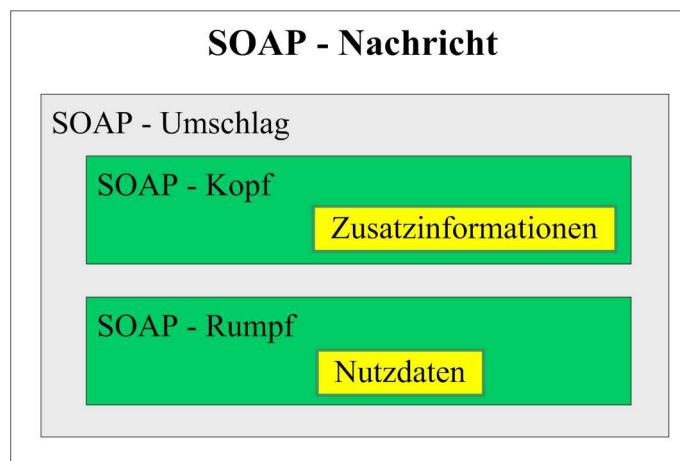 SOAP - Nachricht
SOAP - Umschlag
SOAP - Kopf
Zusatzinformationen
SOAP - Rumpf
Nutzdaten